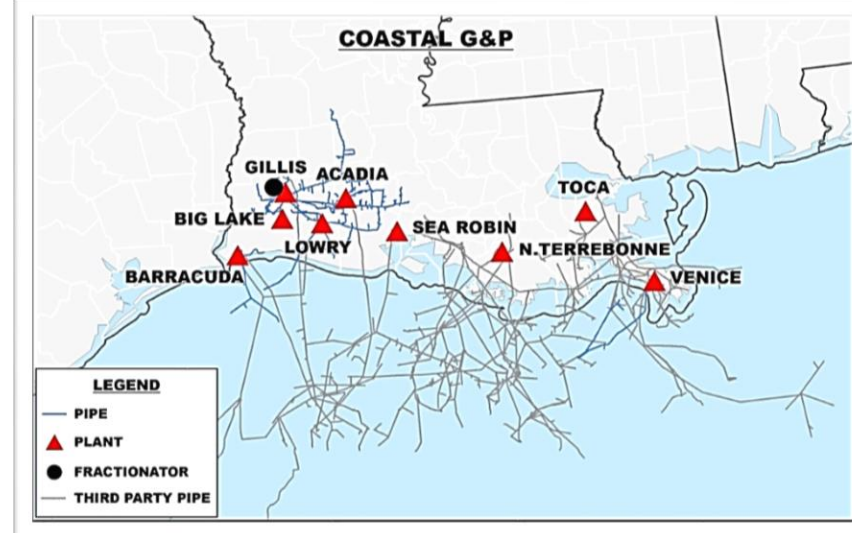 COASTAL G&P
GILLIS
ACADIA
TOCA
BIG LAKE
SEA ROBIN
LOWRY
N.TERREBONNE
BARRACUDA
VENICE
LEGEND
PIPE
PLANT
FRACTIONATOR
THIRD PARTY PIPE